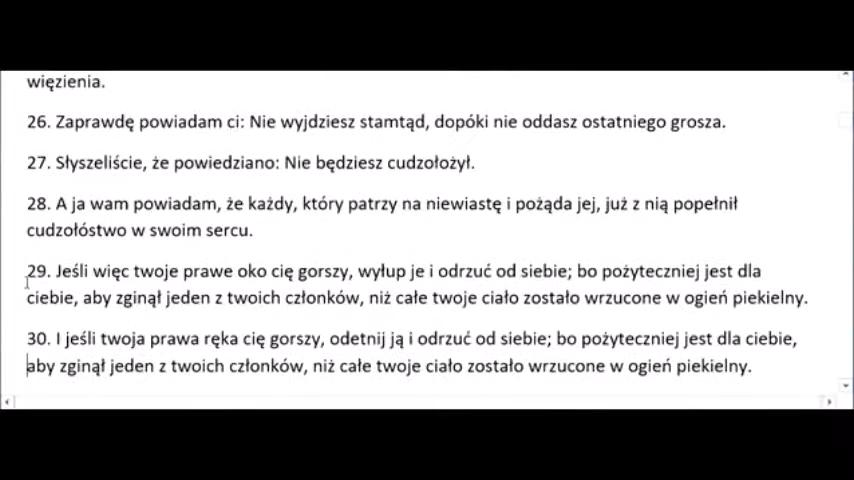 więzienia.
26. Zaprawdę powiadam ci: Nie wyjdziesz stamtąd, dopóki nie oddasz ostatniego grosza.
27. Słyszeliście, że powiedziano: Nie będziesz cudzołożył.
28. A ja wam powiadam, że każdy, który patrzy na niewiastę i pożąda jej, już z nią popełnił
cudzołóstwo w swoim sercu.
29. Jeśli więc twoje prawe oko cię gorszy, wyłup je i odrzuć od siebie; bo pożyteczniej jest dla
ciebie, aby zginął jeden z twoich członków, niż całe twoje ciało zostało wrzucone w ogień piekielny.
30. I jeśli twoja prawa ręka cię gorszy, odetnij ją i odrzuć od siebie; bo pożyteczniej jest dla ciebie,
aby zginął jeden z twoich członków, niż całe twoje ciało zostało wrzucone w ogień piekielny.